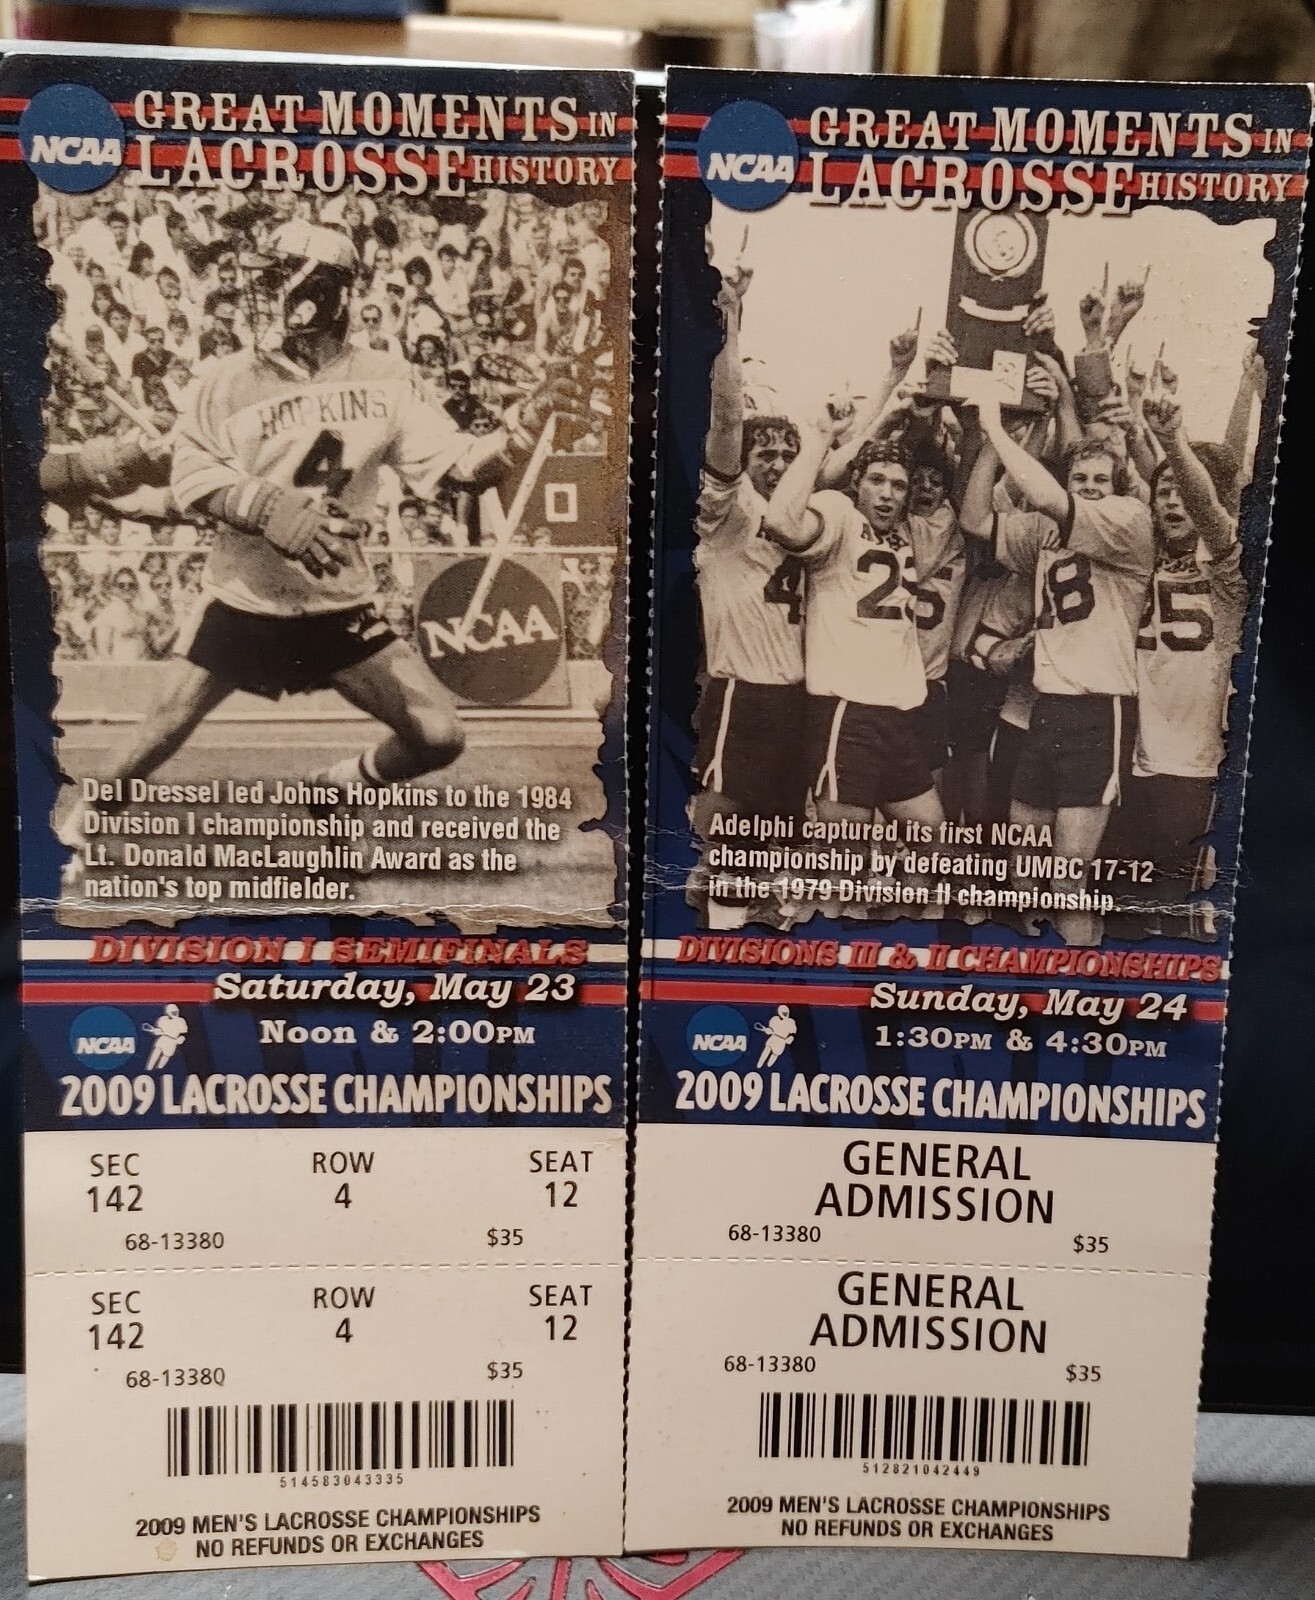 NCAA
GREAT MOMENTS IN
LACROSSE HISTORY
HOPKINS
4
NCAA
Del Dressel led Johns Hopkins to the 1984
Division I championship and received the
Lt. Donald MacLaughlin Award as the
nation's top midfielder.
DIVISION I SEMIFINALS
Saturday, May 23
NCAA
Noon & 2:00PM
2009 LACROSSE CHAMPIONSHIPS
SEC ROW SEAT
142 4 12
68-13380 $35
SEC ROW SEAT
142 4 12
68-13380 $35
514583043335
2009 MEN'S LACROSSE CHAMPIONSHIPS
NO REFUNDS OR EXCHANGES
NCAA
GREAT MOMENTS IN
LACROSSE HISTORY
4
18
25
Adelphi captured its first NCAA
championship by defeating UMBC 17-12
in the 1979 Division II championship.
DIVISIONS III & II CHAMPIONSHIPS
Sunday, May 24
NCAA
1:30PM & 4:30PM
2009 LACROSSE CHAMPIONSHIPS
GENERAL
ADMISSION
68-13380 $35
GENERAL
ADMISSION
68-13380 $35
512821042449
2009 MEN'S LACROSSE CHAMPIONSHIPS
NO REFUNDS OR EXCHANGES